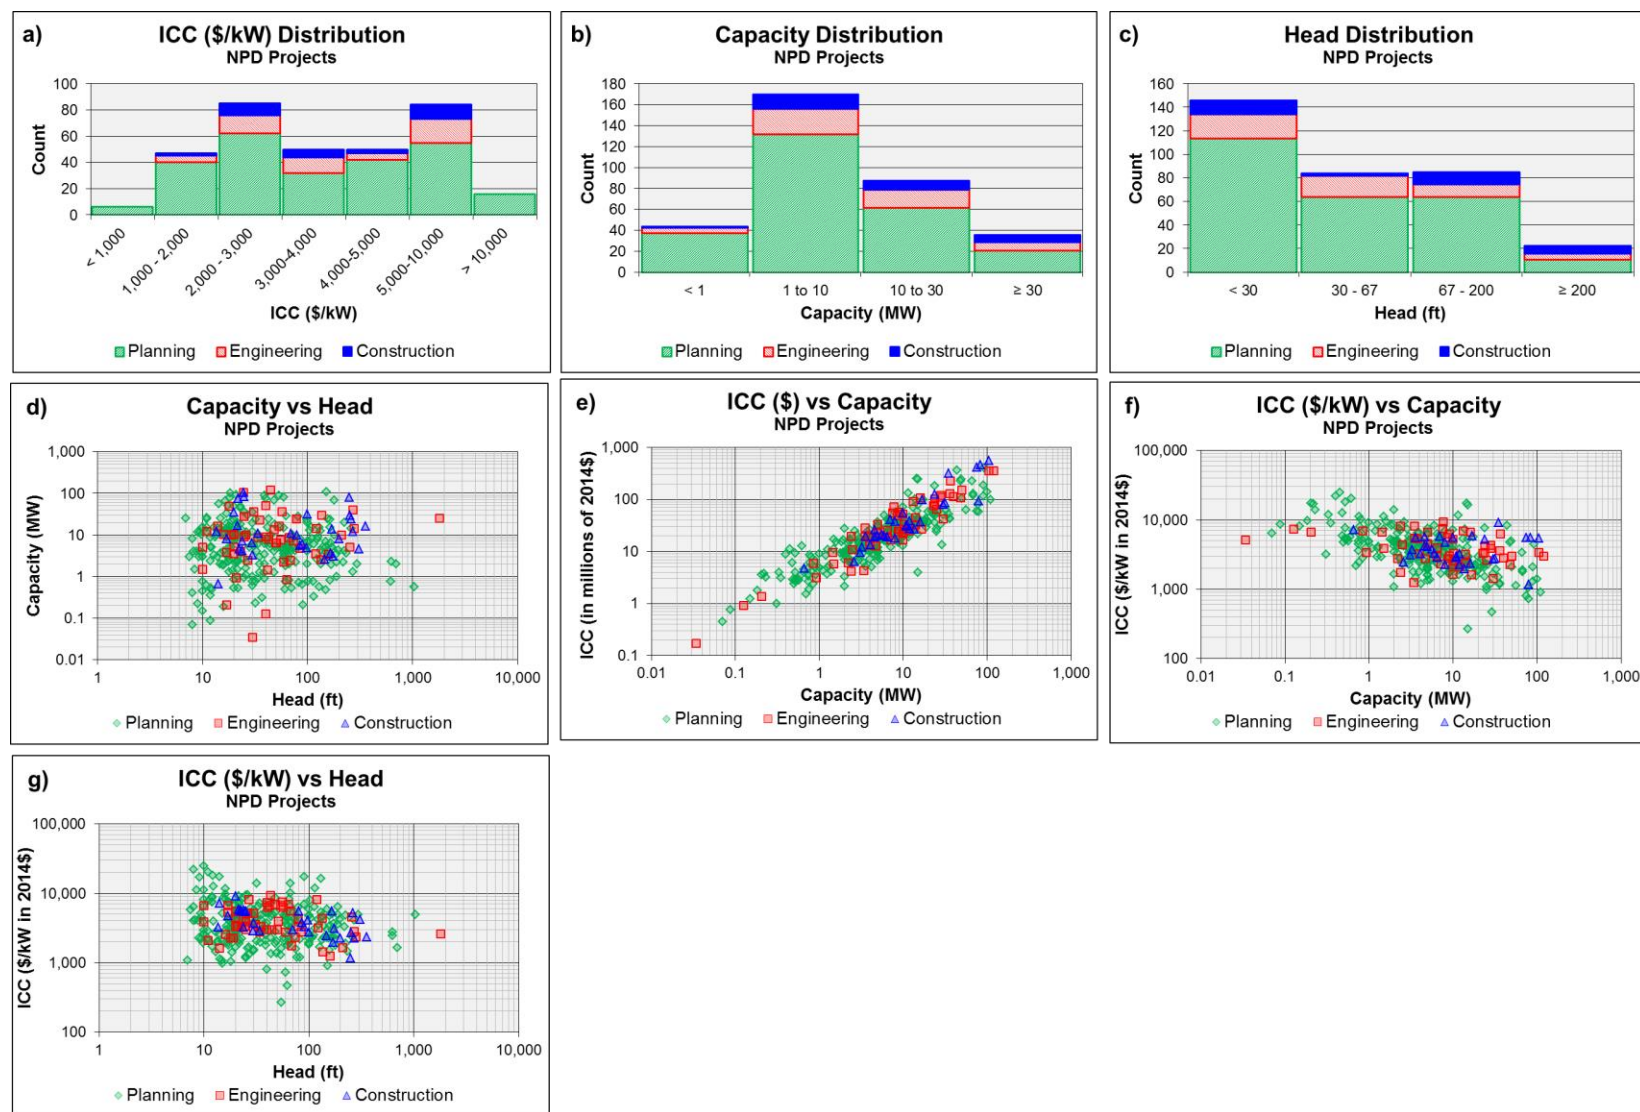 a)
ICC ($/kW) Distribution
NPD Projects
Count
100
80
60
40
20
0
< 1,000
1,000 - 2,000
2,000 - 3,000
3,000-4,000
4,000-5,000
5,000-10,000
> 10,000
ICC ($/kW)
Planning Engineering Construction
b)
Capacity Distribution
NPD Projects
Count
180
160
140
120
100
80
60
40
20
0
< 1 1 to 10 10 to 30 ≥ 30
Capacity (MW)
Planning Engineering Construction
c)
Head Distribution
NPD Projects
Count
160
140
120
100
80
60
40
20
0
< 30 30 - 67 67 - 200 ≥ 200
Head (ft)
Planning Engineering Construction
d)
Capacity vs Head
NPD Projects
Capacity (MW)
1,000
100
10
1
0.1
0.01
1 10 100 1,000 10,000
Head (ft)
Planning Engineering Construction
e)
ICC ($) vs Capacity
NPD Projects
ICC (in millions of 2014$)
1,000
100
10
1
0.1
0.01 0.1 1 10 100 1,000
Capacity (MW)
Planning Engineering Construction
f)
ICC ($/kW) vs Capacity
NPD Projects
ICC ($/kW in 2014$)
100,000
10,000
1,000
100
0.01 0.1 1 10 100 1,000
Capacity (MW)
Planning Engineering Construction
g)
ICC ($/kW) vs Head
NPD Projects
ICC ($/kW in 2014$)
100,000
10,000
1,000
100
1 10 100 1,000 10,000
Head (ft)
Planning Engineering Construction